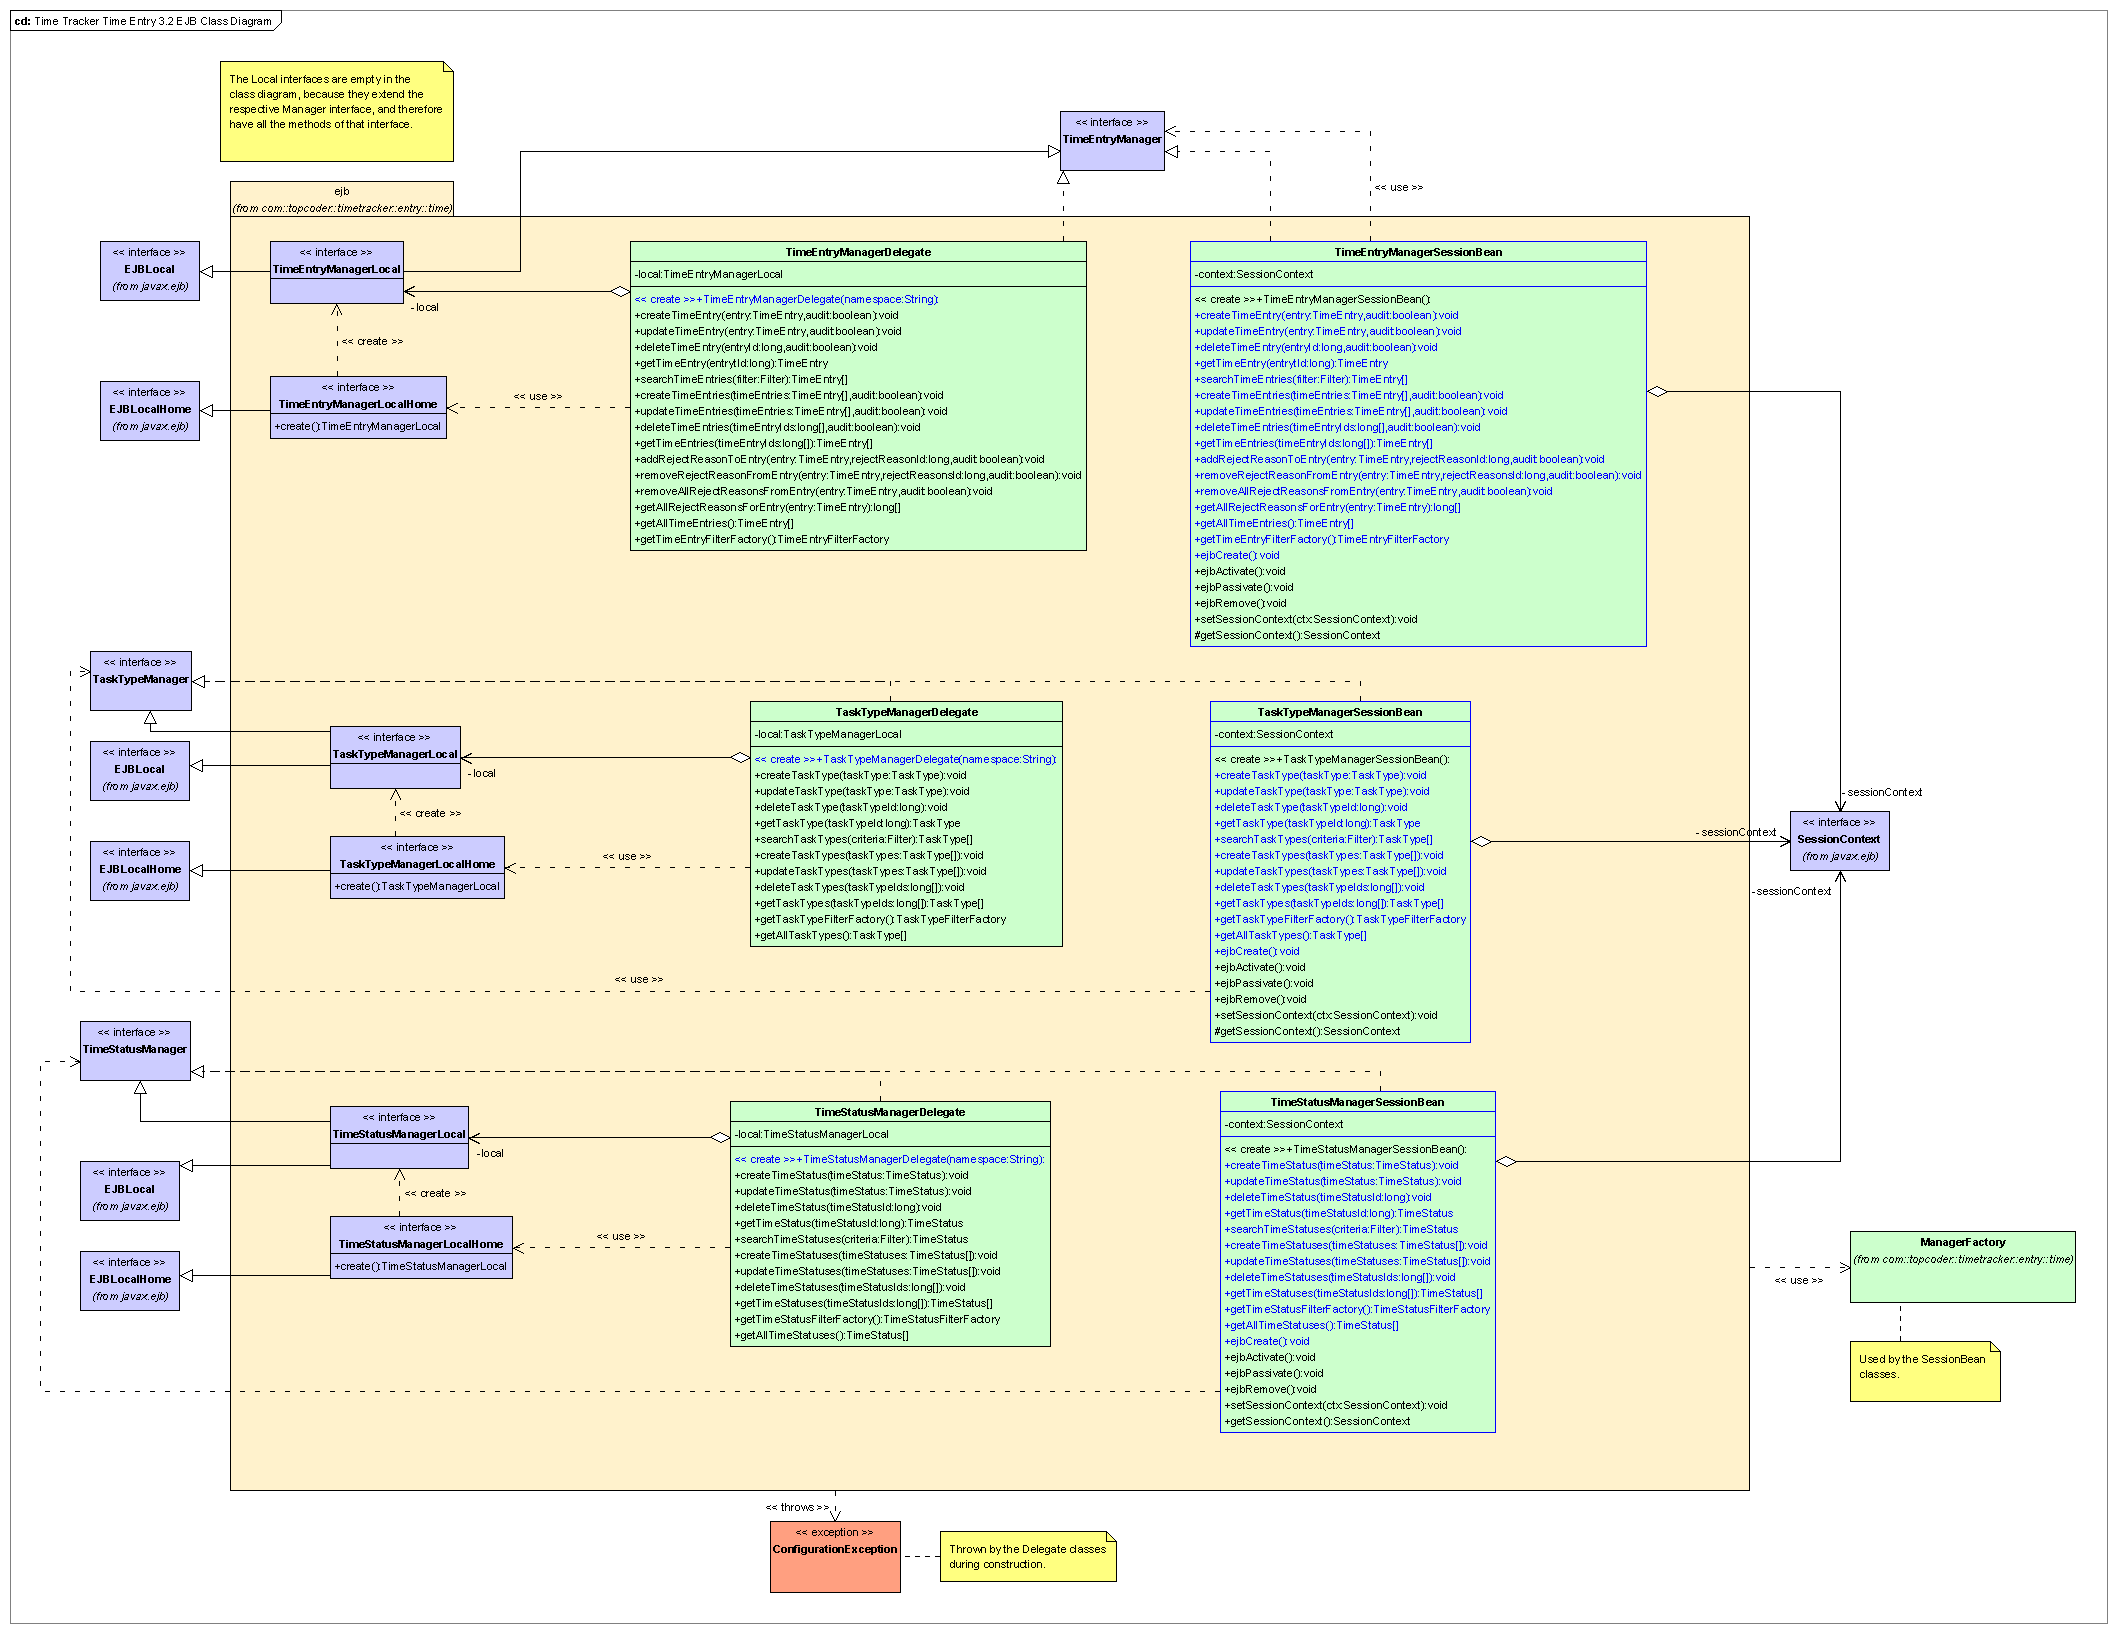 cd: Time Tracker Time Entry 3.2 EJB Class Diagram
The Local interfaces are empty in the
class diagram, because they extend the
respective Manager interface, and therefore
have all the methods of that interface.
<< interface >>
TimeEntryManager
<< use >>
ejb
(from com::topcoder::timetracker::entry::time)
<< interface >>
EJBLocal
(from javax.ejb)
<< interface >>
TimeEntryManagerLocal
-local
<< create >>
<< interface >>
EJBLocalHome
(from javax.ejb)
<< interface >>
TimeEntryManagerLocalHome
+create():TimeEntryManagerLocal
<< use >>
TimeEntryManagerDelegate
-local:TimeEntryManagerLocal
<< create >>+TimeEntryManagerDelegate(namespace:String):
+createTimeEntry(entry:TimeEntry,audit:boolean):void
+updateTimeEntry(entry:TimeEntry,audit:boolean):void
+deleteTimeEntry(entryId:long,audit:boolean):void
+getTimeEntry(entrytId:long):TimeEntry
+searchTimeEntries(filter:Filter):TimeEntry[]
+createTimeEntries(timeEntries:TimeEntry[],audit:boolean):void
+updateTimeEntries(timeEntries:TimeEntry[],audit:boolean):void
+deleteTimeEntries(timeEntryIds:long[],audit:boolean):void
+getTimeEntries(timeEntryIds:long[]):TimeEntry[]
+addRejectReasonToEntry(entry:TimeEntry,rejectReasonId:long,audit:boolean):void
+removeRejectReasonFromEntry(entry:TimeEntry,rejectReasonsId:long,audit:boolean):void
+removeAllRejectReasonsFromEntry(entry:TimeEntry,audit:boolean):void
+getAllRejectReasonsForEntry(entry:TimeEntry):long[]
+getAllTimeEntries():TimeEntry[]
+getTimeEntryFilterFactory():TimeEntryFilterFactory
TimeEntryManagerSessionBean
-context:SessionContext
<< create >>+TimeEntryManagerSessionBean():
+createTimeEntry(entry:TimeEntry,audit:boolean):void
+updateTimeEntry(entry:TimeEntry,audit:boolean):void
+deleteTimeEntry(entryId:long,audit:boolean):void
+getTimeEntry(entrytId:long):TimeEntry
+searchTimeEntries(filter:Filter):TimeEntry[]
+createTimeEntries(timeEntries:TimeEntry[],audit:boolean):void
+updateTimeEntries(timeEntries:TimeEntry[],audit:boolean):void
+deleteTimeEntries(timeEntryIds:long[],audit:boolean):void
+getTimeEntries(timeEntryIds:long[]):TimeEntry[]
+addRejectReasonToEntry(entry:TimeEntry,rejectReasonId:long,audit:boolean):void
+removeRejectReasonFromEntry(entry:TimeEntry,rejectReasonsId:long,audit:boolean):void
+removeAllRejectReasonsFromEntry(entry:TimeEntry,audit:boolean):void
+getAllRejectReasonsForEntry(entry:TimeEntry):long[]
+getAllTimeEntries():TimeEntry[]
+getTimeEntryFilterFactory():TimeEntryFilterFactory
+ejbCreate():void
+ejbActivate():void
+ejbPassivate():void
+ejbRemove():void
+setSessionContext(ctx:SessionContext):void
#getSessionContext():SessionContext
<< interface >>
TaskTypeManager
<< interface >>
EJBLocal
(from javax.ejb)
<< interface >>
TaskTypeManagerLocal
-local
<< create >>
<< interface >>
EJBLocalHome
(from javax.ejb)
<< interface >>
TaskTypeManagerLocalHome
+create():TaskTypeManagerLocal
<< use >>
TaskTypeManagerDelegate
-local:TaskTypeManagerLocal
<< create >>+TaskTypeManagerDelegate(namespace:String):
+createTaskType(taskType:TaskType):void
+updateTaskType(taskType:TaskType):void
+deleteTaskType(taskTypeId:long):void
+getTaskType(taskTypeId:long):TaskType
+searchTaskTypes(criteria:Filter):TaskType[]
+createTaskTypes(taskTypes:TaskType[]):void
+updateTaskTypes(taskTypes:TaskType[]):void
+deleteTaskTypes(taskTypeIds:long[]):void
+getTaskTypes(taskTypeIds:long[]):TaskType[]
+getTaskTypeFilterFactory():TaskTypeFilterFactory
+getAllTaskTypes():TaskType[]
TaskTypeManagerSessionBean
-context:SessionContext
<< create >>+TaskTypeManagerSessionBean():
+createTaskType(taskType:TaskType):void
+updateTaskType(taskType:TaskType):void
+deleteTaskType(taskTypeId:long):void
+getTaskType(taskTypeId:long):TaskType
+searchTaskTypes(criteria:Filter):TaskType[]
+createTaskTypes(taskTypes:TaskType[]):void
+updateTaskTypes(taskTypes:TaskType[]):void
+deleteTaskTypes(taskTypeIds:long[]):void
+getTaskTypes(taskTypeIds:long[]):TaskType[]
+getTaskTypeFilterFactory():TaskTypeFilterFactory
+getAllTaskTypes():TaskType[]
+ejbCreate():void
+ejbActivate():void
+ejbPassivate():void
+ejbRemove():void
+setSessionContext(ctx:SessionContext):void
#getSessionContext():SessionContext
<< use >>
-sessionContext
-sessionContext
<< interface >>
SessionContext
(from javax.ejb)
-sessionContext
<< interface >>
TimeStatusManager
<< interface >>
TimeStatusManagerLocal
-local
<< interface >>
EJBLocal
(from javax.ejb)
<< create >>
<< interface >>
TimeStatusManagerLocalHome
+create():TimeStatusManagerLocal
<< interface >>
EJBLocalHome
(from javax.ejb)
<< use >>
TimeStatusManagerDelegate
-local:TimeStatusManagerLocal
<< create >>+TimeStatusManagerDelegate(namespace:String):
+createTimeStatus(timeStatus:TimeStatus):void
+updateTimeStatus(timeStatus:TimeStatus):void
+deleteTimeStatus(timeStatusId:long):void
+getTimeStatus(timeStatusId:long):TimeStatus
+searchTimeStatuses(criteria:Filter):TimeStatus
+createTimeStatuses(timeStatuses:TimeStatus[]):void
+updateTimeStatuses(timeStatuses:TimeStatus[]):void
+deleteTimeStatuses(timeStatusIds:long[]):void
+getTimeStatuses(timeStatusIds:long[]):TimeStatus[]
+getTimeStatusFilterFactory():TimeStatusFilterFactory
+getAllTimeStatuses():TimeStatus[]
TimeStatusManagerSessionBean
-context:SessionContext
<< create >>+TimeStatusManagerSessionBean():
+createTimeStatus(timeStatus:TimeStatus):void
+updateTimeStatus(timeStatus:TimeStatus):void
+deleteTimeStatus(timeStatusId:long):void
+getTimeStatus(timeStatusId:long):TimeStatus
+searchTimeStatuses(criteria:Filter):TimeStatus
+createTimeStatuses(timeStatuses:TimeStatus[]):void
+updateTimeStatuses(timeStatuses:TimeStatus[]):void
+deleteTimeStatuses(timeStatusIds:long[]):void
+getTimeStatuses(timeStatusIds:long[]):TimeStatus[]
+getTimeStatusFilterFactory():TimeStatusFilterFactory
+getAllTimeStatuses():TimeStatus[]
+ejbCreate():void
+ejbActivate():void
+ejbPassivate():void
+ejbRemove():void
+setSessionContext(ctx:SessionContext):void
+getSessionContext():SessionContext
<< use >>
ManagerFactory
(from com::topcoder::timetracker::entry::time)
Used by the SessionBean
classes.
<< throws >>
<< exception >>
ConfigurationException
Thrown by the Delegate classes
during construction.